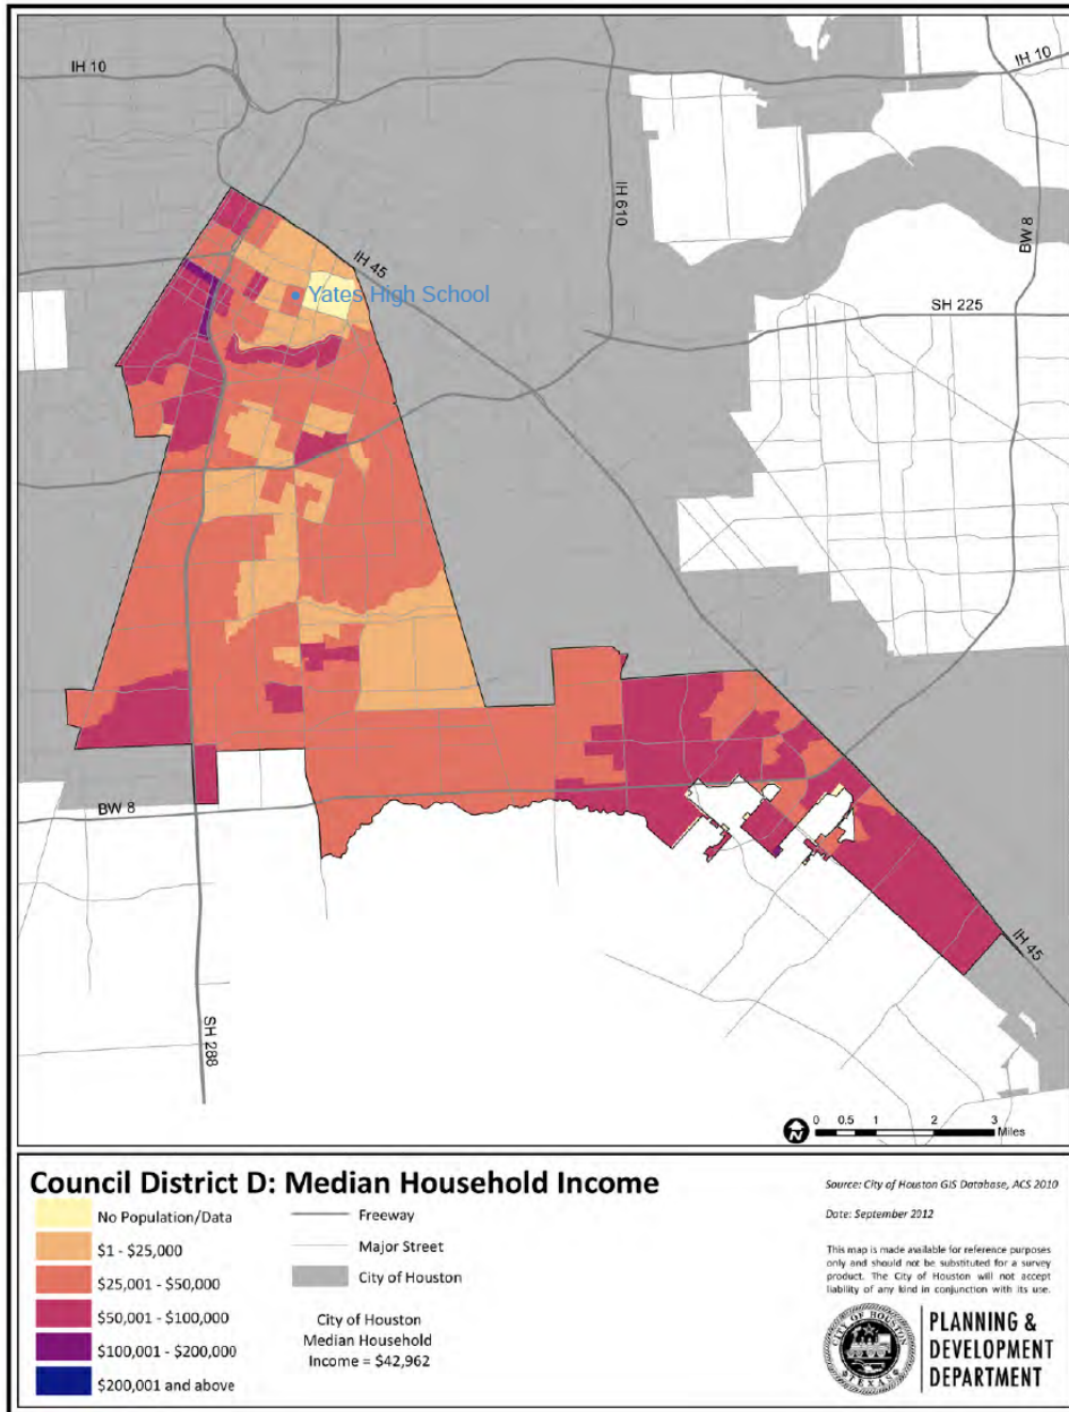 IH 10
IH 10
IH 610
BW 8
IH 45
Yates High School
SH 225
BW 8
IH 45
SH 288
N
0 0.5 1 2 3
Miles
Council District D: Median Household Income
No Population/Data
$1 - $25,000
$25,001 - $50,000
$50,001 - $100,000
$100,001 - $200,000
$200,001 and above
Freeway
Major Street
City of Houston
City of Houston
Median Household
Income = $42,962
Source: City of Houston GIS Database, ACS 2010
Date: September 2012
This map is made available for reference purposes
only and should not be substituted for a survey
product. The City of Houston will not accept
liability of any kind in conjunction with its use.
CITY OF HOUSTON
TEXAS
PLANNING &
DEVELOPMENT
DEPARTMENT